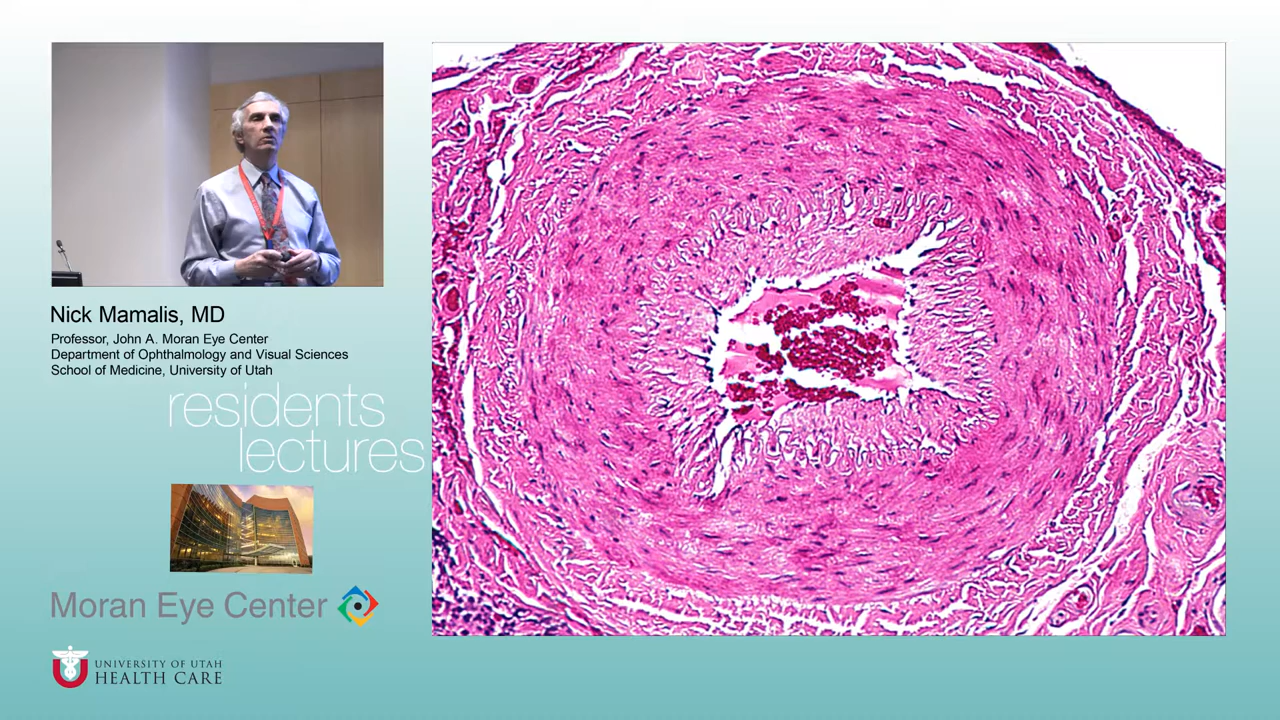 Nick Mamalis, MD
Professor, John A. Moran Eye Center
Department of Ophthalmology and Visual Sciences
School of Medicine, University of Utah
residents
lectures
Moran Eye Center
UNIVERSITY OF UTAH
HEALTH CARE